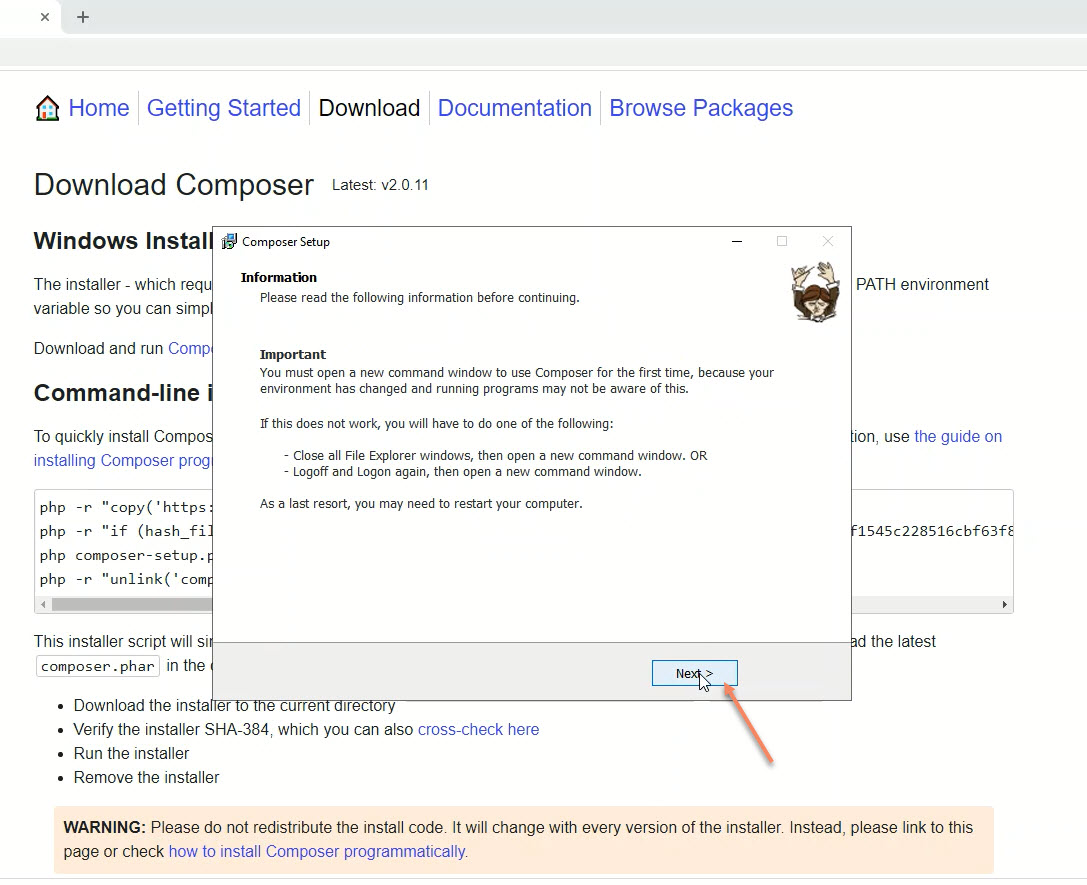 Home Getting Started Download Documentation Browse Packages
Download Composer Latest: v2.0.11
Windows Install
The installer - which requ
PATH environment
variable so you can simpl
Download and run Compo
Command-line i
To quickly install Compos
tion, use the guide on
installing Composer progr
php -r "copy('https:
php -r "if (hash_fil
f1545c228516cbf63f8
php composer-setup.p
php -r "unlink('comp
This installer script will sim
ad the latest
composer.phar in the
Download the installer to the current directory
Verify the installer SHA-384, which you can also cross-check here
Run the installer
Remove the installer
WARNING: Please do not redistribute the install code. It will change with every version of the installer. Instead, please link to this
page or check how to install Composer programmatically.
Composer Setup
Information
Please read the following information before continuing.
Important
You must open a new command window to use Composer for the first time, because your
environment has changed and running programs may not be aware of this.
If this does not work, you will have to do one of the following:
- Close all File Explorer windows, then open a new command window. OR
- Logoff and Logon again, then open a new command window.
As a last resort, you may need to restart your computer.
Next >